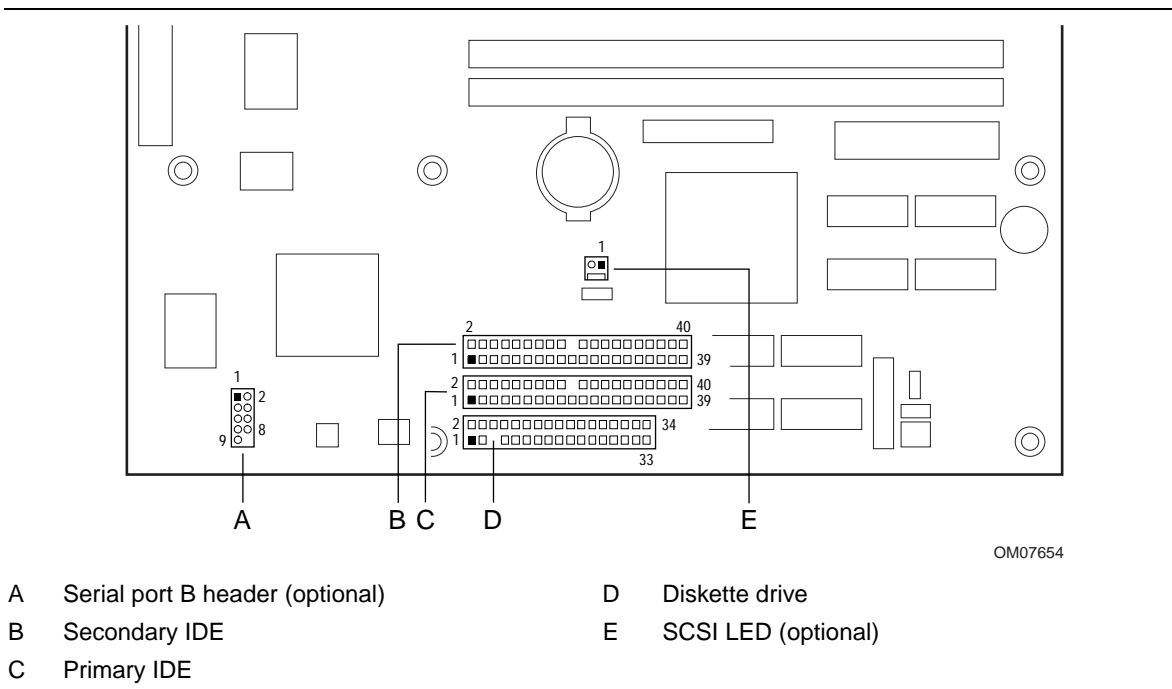 1
2 40
1 39
2 40
1 39
1
2
2 34
1
9 8
33
A B C D E
OM07654
A Serial port B header (optional) D Diskette drive
B Secondary IDE E SCSI LED (optional)
C Primary IDE